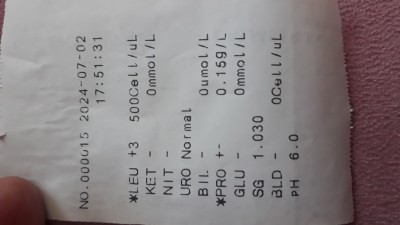 NO.000015 2024-07-02
17:51:31
*LEU +3 500Cell/uL
KET - 0mmol/L
NIT -
URO Normal
BIL - 0umol/L
*PRO +- 0.15g/L
GLU - 0mmol/L
SG 1.030
BLD - 0Cell/uL
PH 6.0